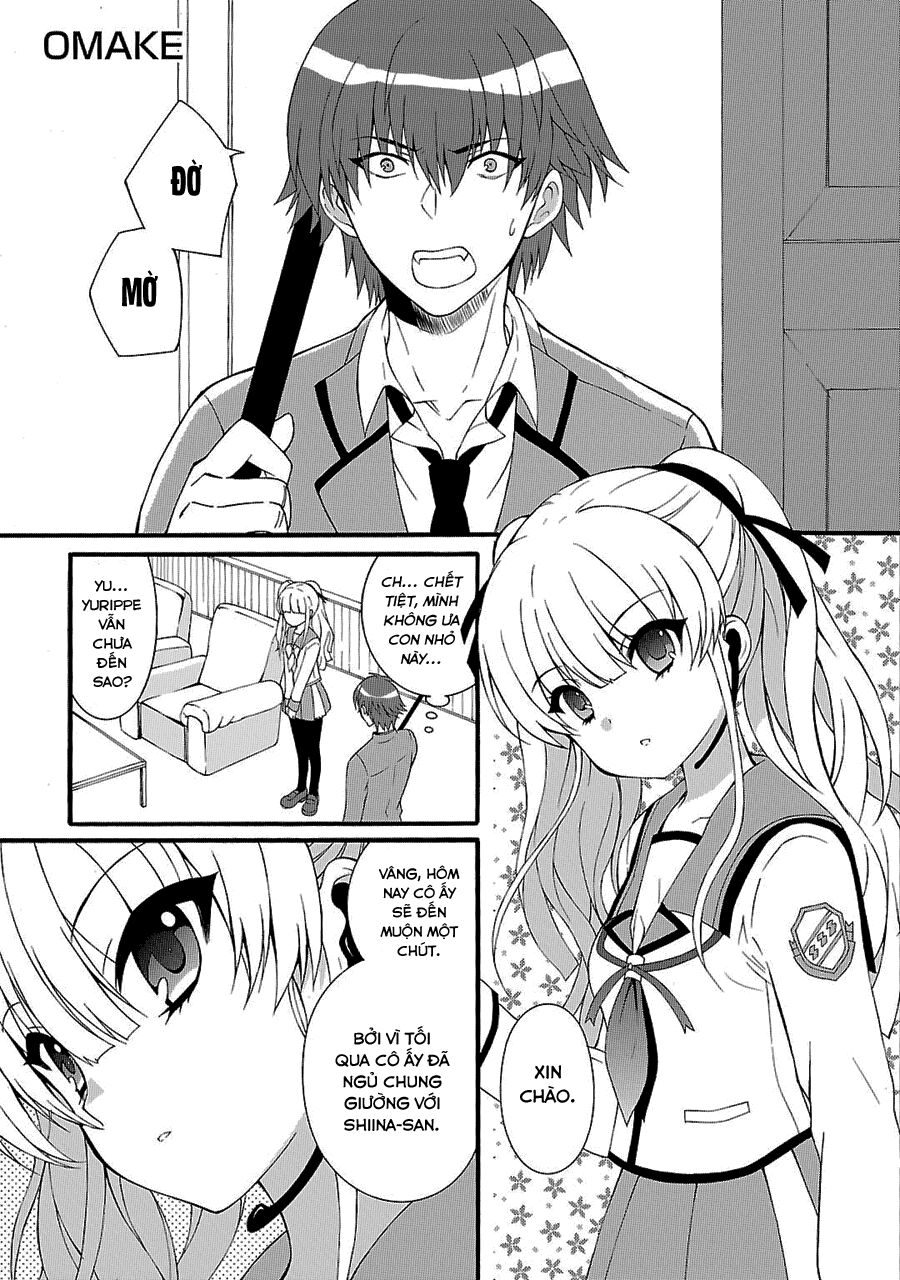 OMAKE
ĐỜ
MỜ
XIN
CHÀO.
CH... CHẾT
TIỆT, MÌNH
KHÔNG ƯA
CON NHỎ
NÀY...
YU...
YURIPPE
VẪN
CHƯA
ĐẾN
SAO?
VÂNG, HÔM
NAY CÔ ẤY
SẼ ĐẾN
MUỘN MỘT
CHÚT.
BỞI VÌ TỐI
QUA CÔ ẤY ĐÃ
NGỦ CHUNG
GIƯỜNG VỚI
SHIINA-SAN.
SSS